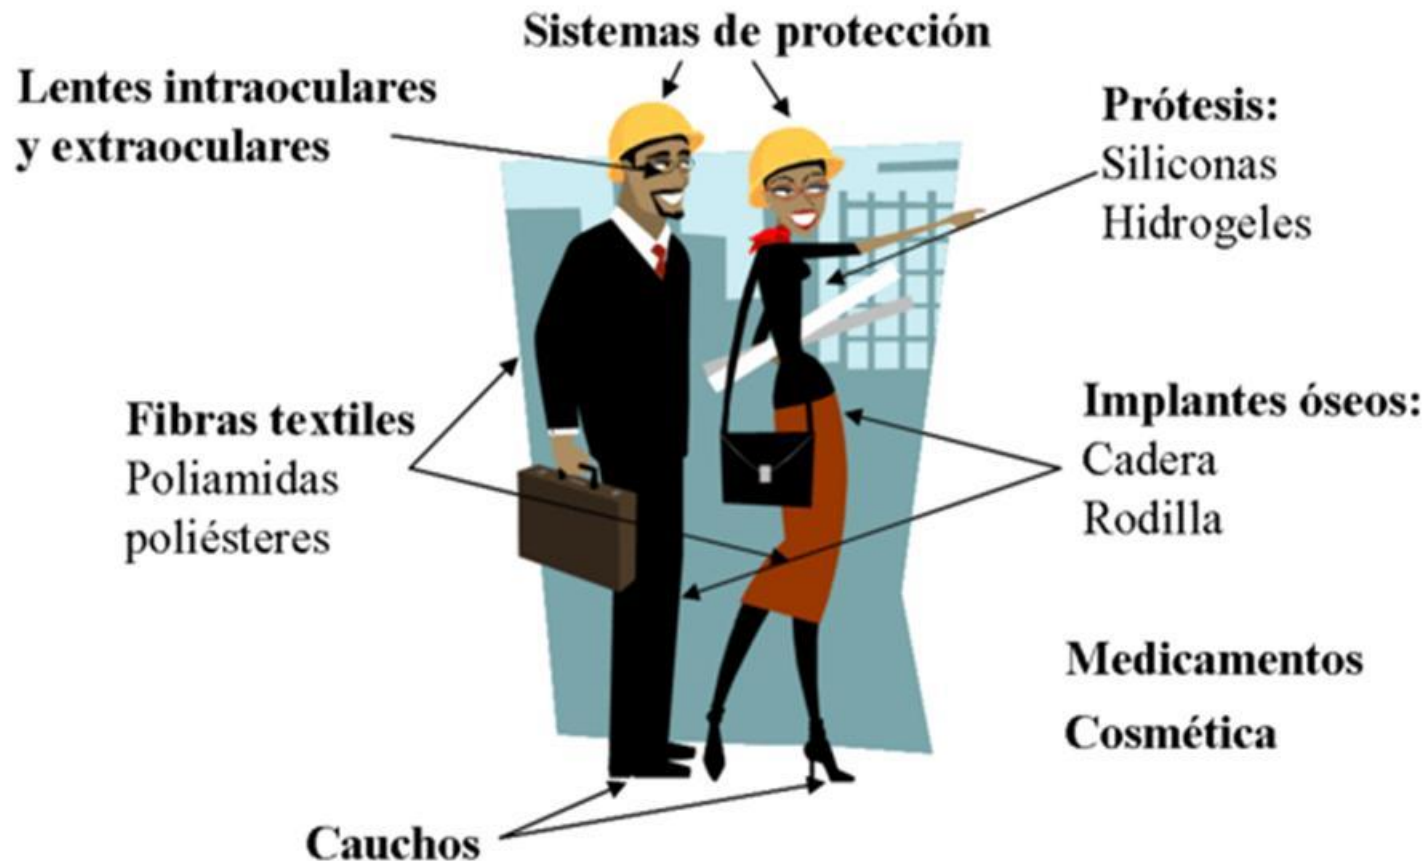 Sistemas de protección
Lentes intraoculares
y extraoculares
Prótesis:
Siliconas
Hidrogeles
Fibras textiles
Poliamidas
poliésteres
Implantes óseos:
Cadera
Rodilla
Medicamentos
Cosmética
Cauchos